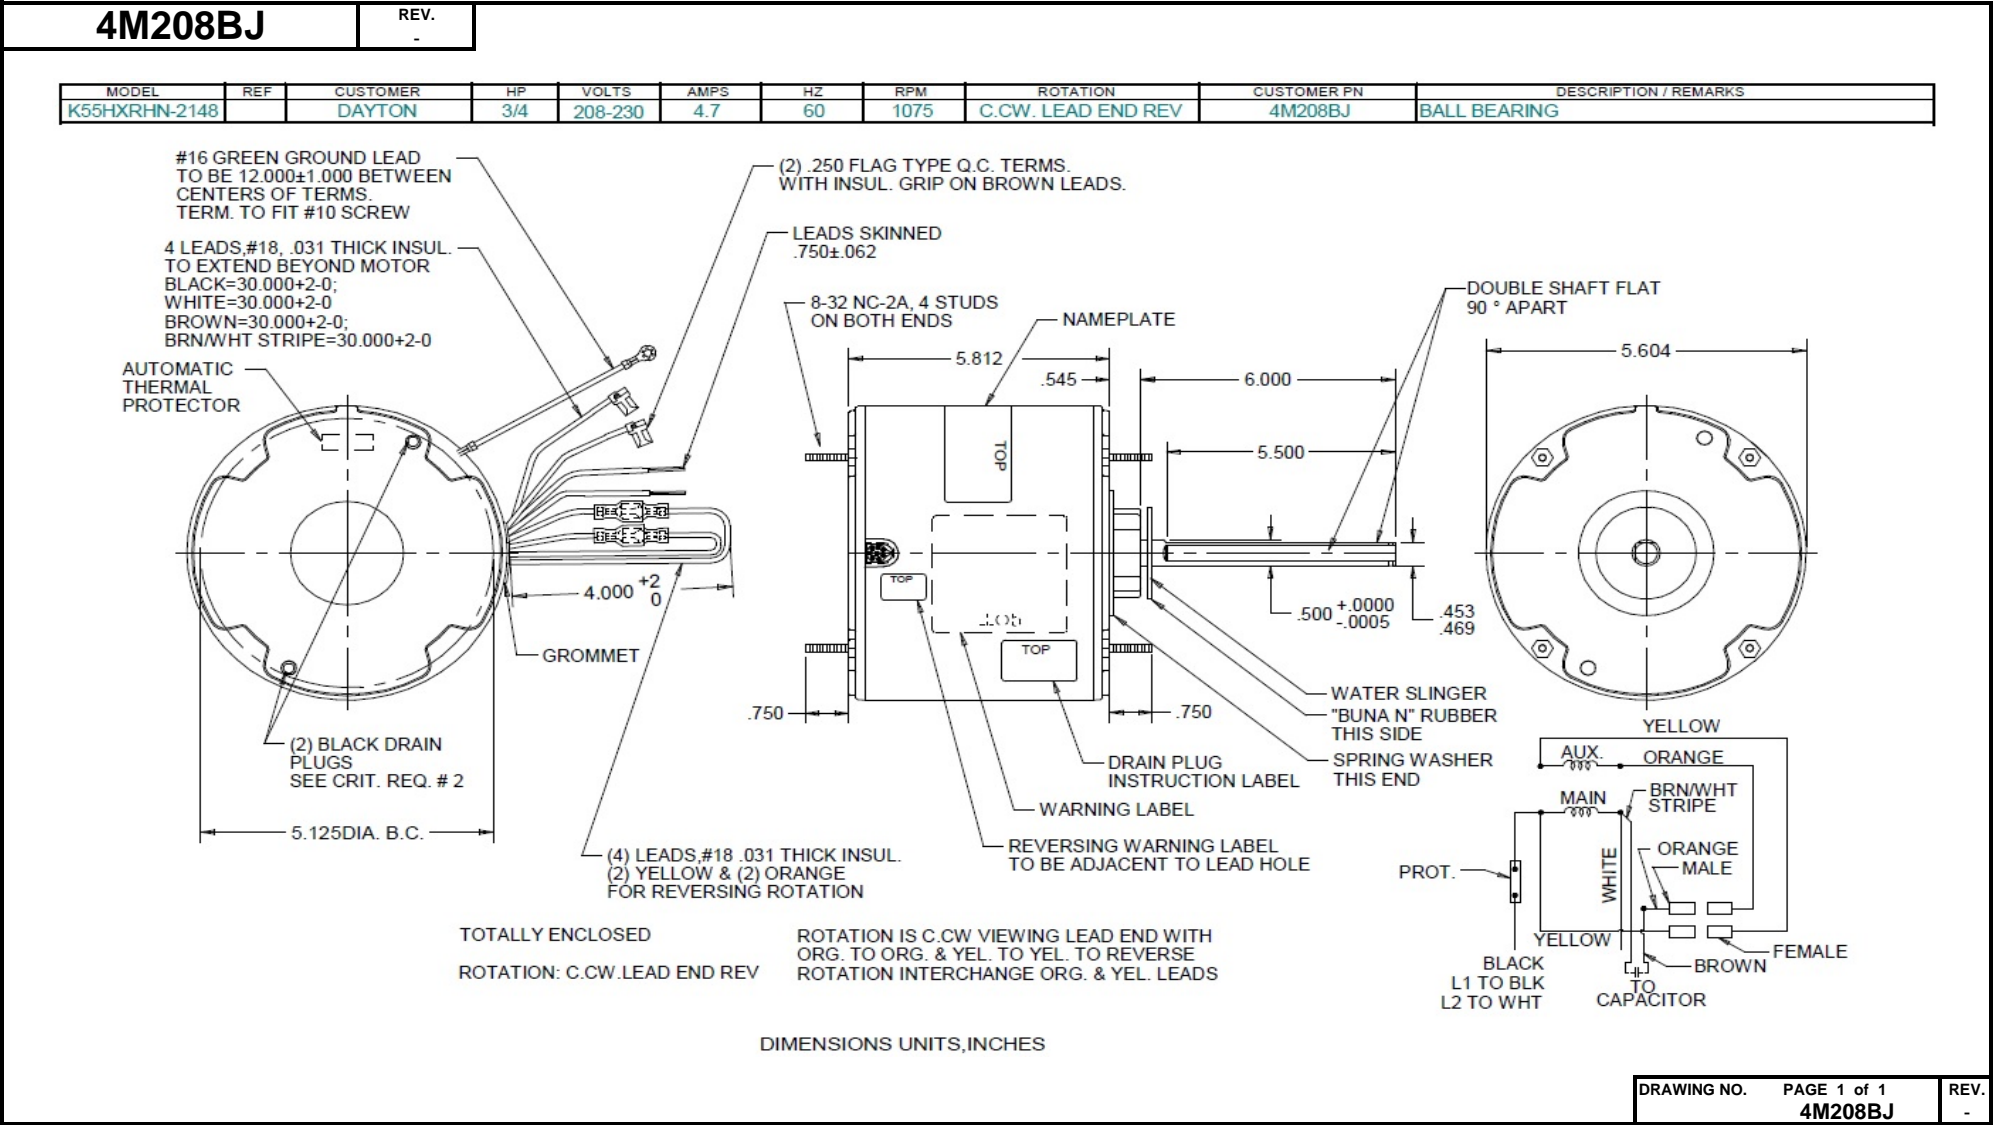 4M208BJ
REV.
-
MODEL REF CUSTOMER HP VOLTS AMPS HZ RPM ROTATION CUSTOMER PN DESCRIPTION / REMARKS
K55HXRHN-2148 DAYTON 3/4 208-230 4.7 60 1075 C.CW. LEAD END REV 4M208BJ BALL BEARING
#16 GREEN GROUND LEAD
TO BE 12.000±1.000 BETWEEN
CENTERS OF TERMS.
TERM. TO FIT #10 SCREW
4 LEADS,#18, .031 THICK INSUL.
TO EXTEND BEYOND MOTOR
BLACK=30.000+2-0;
WHITE=30.000+2-0
BROWN=30.000+2-0;
BRN/WHT STRIPE=30.000+2-0
AUTOMATIC
THERMAL
PROTECTOR
(2) .250 FLAG TYPE Q.C. TERMS.
WITH INSUL. GRIP ON BROWN LEADS.
LEADS SKINNED
.750±.062
8-32 NC-2A, 4 STUDS
ON BOTH ENDS
NAMEPLATE
DOUBLE SHAFT FLAT
90 ° APART
5.812
.545
6.000
5.604
5.500
TOP
TOP
TOP
TOP
4.000 +2
0
.500 +.0000
-.0005
.453
.469
GROMMET
.750
.750
(2) BLACK DRAIN
PLUGS
SEE CRIT. REQ. # 2
5.125DIA. B.C.
WATER SLINGER
"BUNA N" RUBBER
THIS SIDE
SPRING WASHER
THIS END
DRAIN PLUG
INSTRUCTION LABEL
WARNING LABEL
REVERSING WARNING LABEL
TO BE ADJACENT TO LEAD HOLE
(4) LEADS,#18 .031 THICK INSUL.
(2) YELLOW & (2) ORANGE
FOR REVERSING ROTATION
YELLOW
AUX.
ORANGE
MAIN
BRN/WHT
STRIPE
WHITE
ORANGE
MALE
PROT.
YELLOW
FEMALE
BROWN
BLACK
L1 TO BLK
L2 TO WHT
TO
CAPACITOR
TOTALLY ENCLOSED
ROTATION: C.CW.LEAD END REV
ROTATION IS C.CW VIEWING LEAD END WITH
ORG. TO ORG. & YEL. TO YEL. TO REVERSE
ROTATION INTERCHANGE ORG. & YEL. LEADS
DIMENSIONS UNITS,INCHES
DRAWING NO. PAGE 1 of 1
4M208BJ
REV.
-